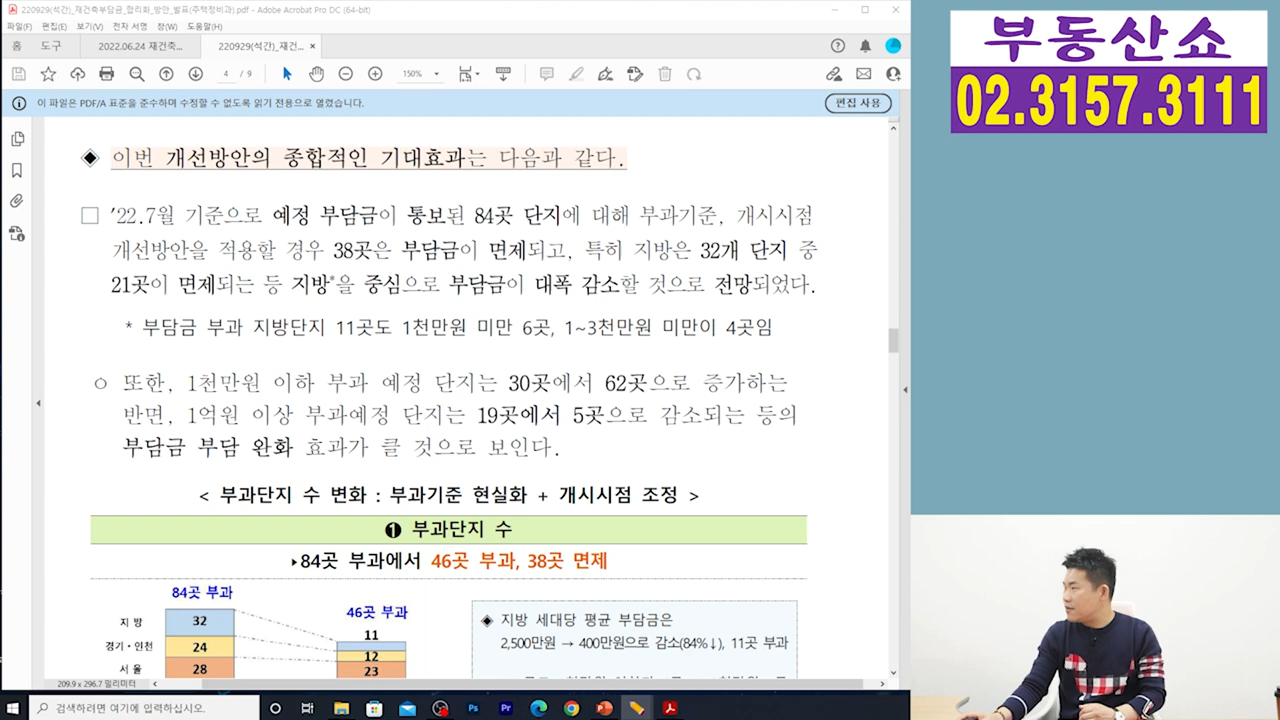 220929(석간)_재건축부담금_합리화_방안_발표(주택정비과).pdf - Adobe Acrobat Pro DC (64-bit)
파일(F) 편집(E) 보기(V) 전자 서명 창(W) 도움말(H)
홈 도구 2022.06.24 재건축... 220929(석간)_재건... ×
4 / 9 150%
이 파일은 PDF/A 표준을 준수하며 수정할 수 없도록 읽기 전용으로 열렸습니다. 편집 사용
◆ 이번 개선방안의 종합적인 기대효과는 다음과 같다.
□ '22.7월 기준으로 예정 부담금이 통보된 84곳 단지에 대해 부과기준, 개시시점
개선방안을 적용할 경우 38곳은 부담금이 면제되고, 특히 지방은 32개 단지 중
21곳이 면제되는 등 지방*을 중심으로 부담금이 대폭 감소할 것으로 전망되었다.
* 부담금 부과 지방단지 11곳도 1천만원 미만 6곳, 1~3천만원 미만이 4곳임
ㅇ 또한, 1천만원 이하 부과 예정 단지는 30곳에서 62곳으로 증가하는
반면, 1억원 이상 부과예정 단지는 19곳에서 5곳으로 감소되는 등의
부담금 부담 완화 효과가 클 것으로 보인다.
< 부과단지 수 변화 : 부과기준 현실화 + 개시시점 조정 >
❶ 부과단지 수
▸84곳 부과에서 46곳 부과, 38곳 면제
84곳 부과
46곳 부과
지 방 32 11
경기·인천 24 12
서 울 28 23
◈ 지방 세대당 평균 부담금은
2,500만원 → 400만원으로 감소(84%↓), 11곳 부과
209.9 x 296.7 밀리미터
검색하려면 여기에 입력하십시오.
부동산쇼
02.3157.3111